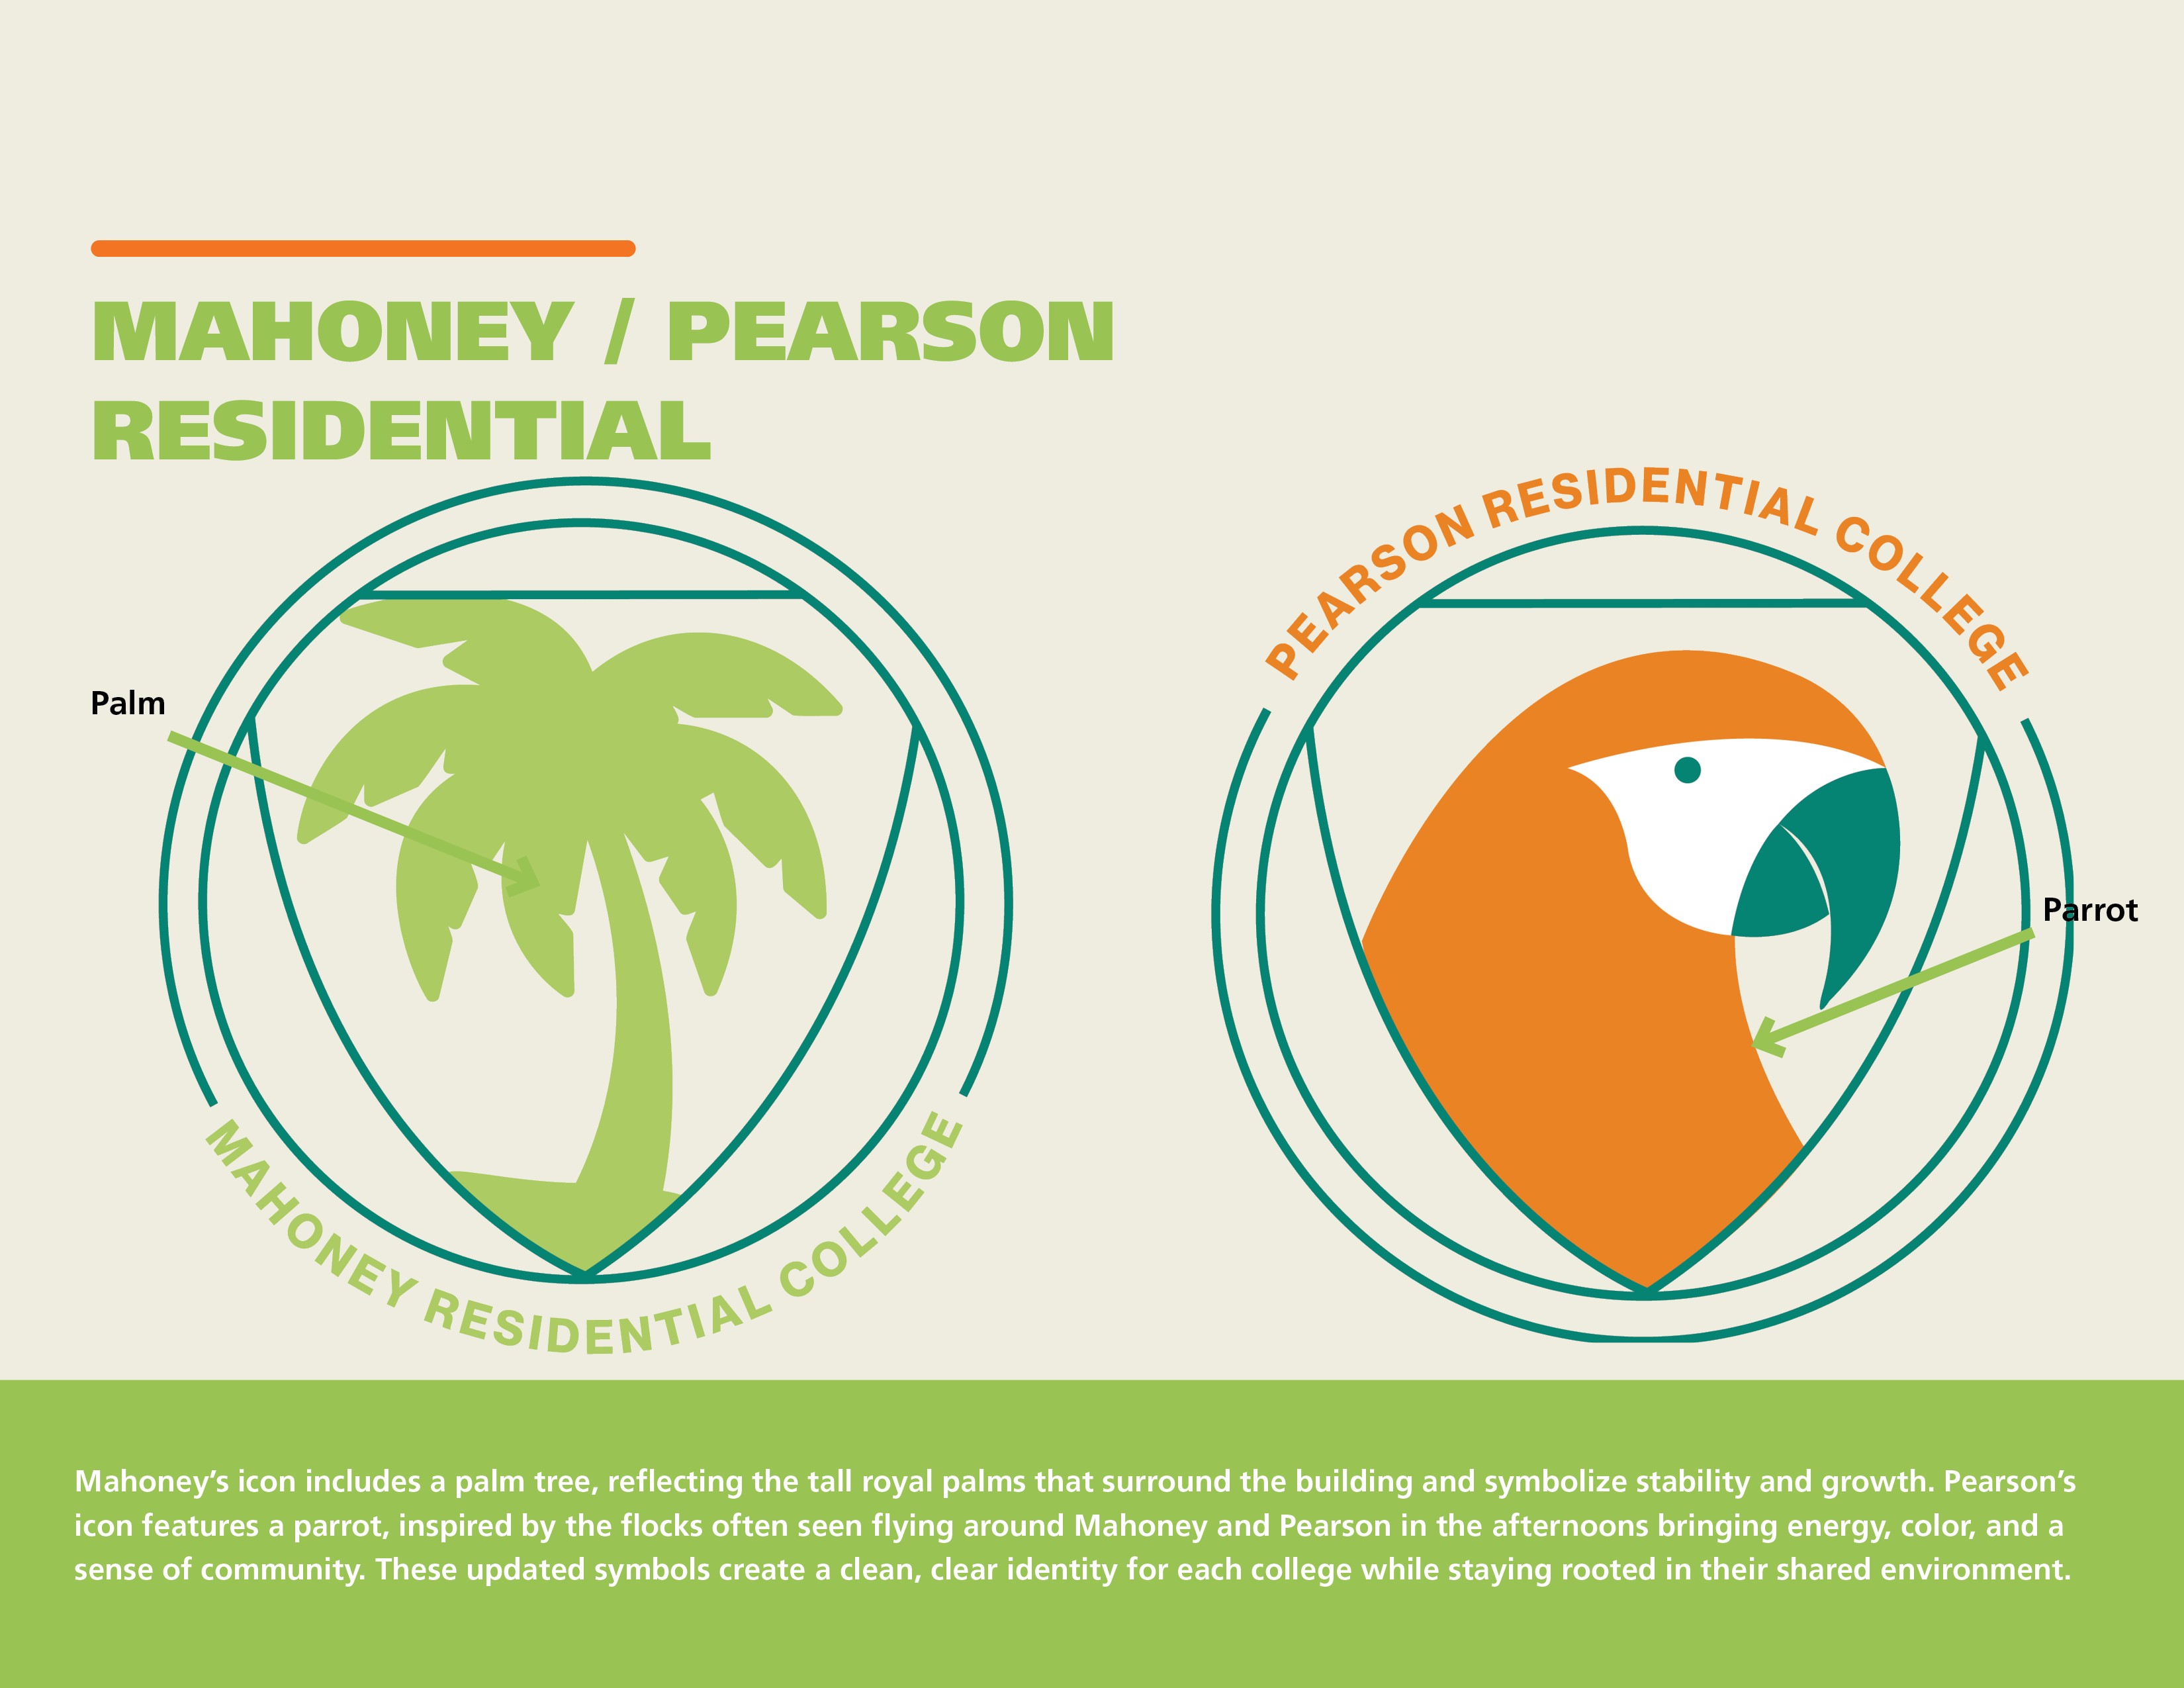 MAHONEY / PEARSON
RESIDENTIAL
PEARSON RESIDENTIAL COLLEGE
Palm
Parrot
MAHONEY RESIDENTIAL COLLEGE
Mahoney’s icon includes a palm tree, reflecting the tall royal palms that surround the building and symbolize stability and growth. Pearson’s
icon features a parrot, inspired by the flocks often seen flying around Mahoney and Pearson in the afternoons bringing energy, color, and a
sense of community. These updated symbols create a clean, clear identity for each college while staying rooted in their shared environment.